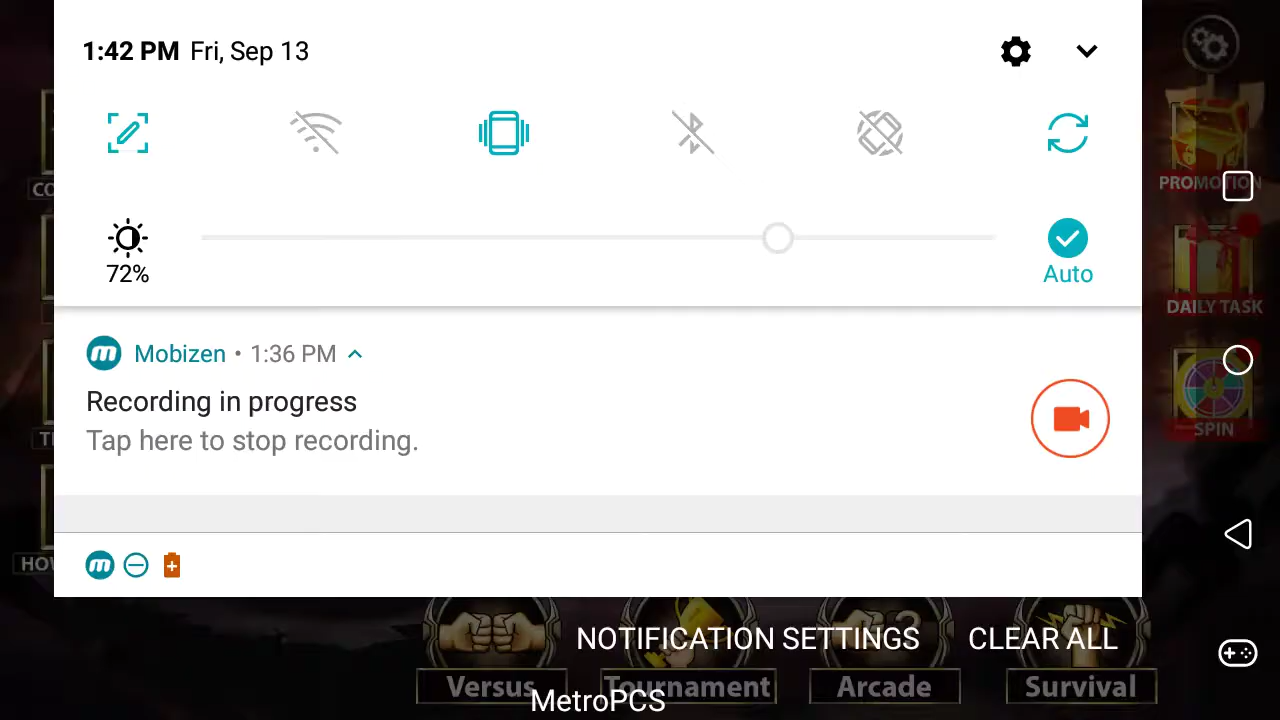 1:42 PM Fri, Sep 13
72%
Auto
Mobizen • 1:36 PM
Recording in progress
Tap here to stop recording.
NOTIFICATION SETTINGS
CLEAR ALL
MetroPCS
PROMOTION
DAILY TASK
SPIN
Versus
Tournament
Arcade
Survival